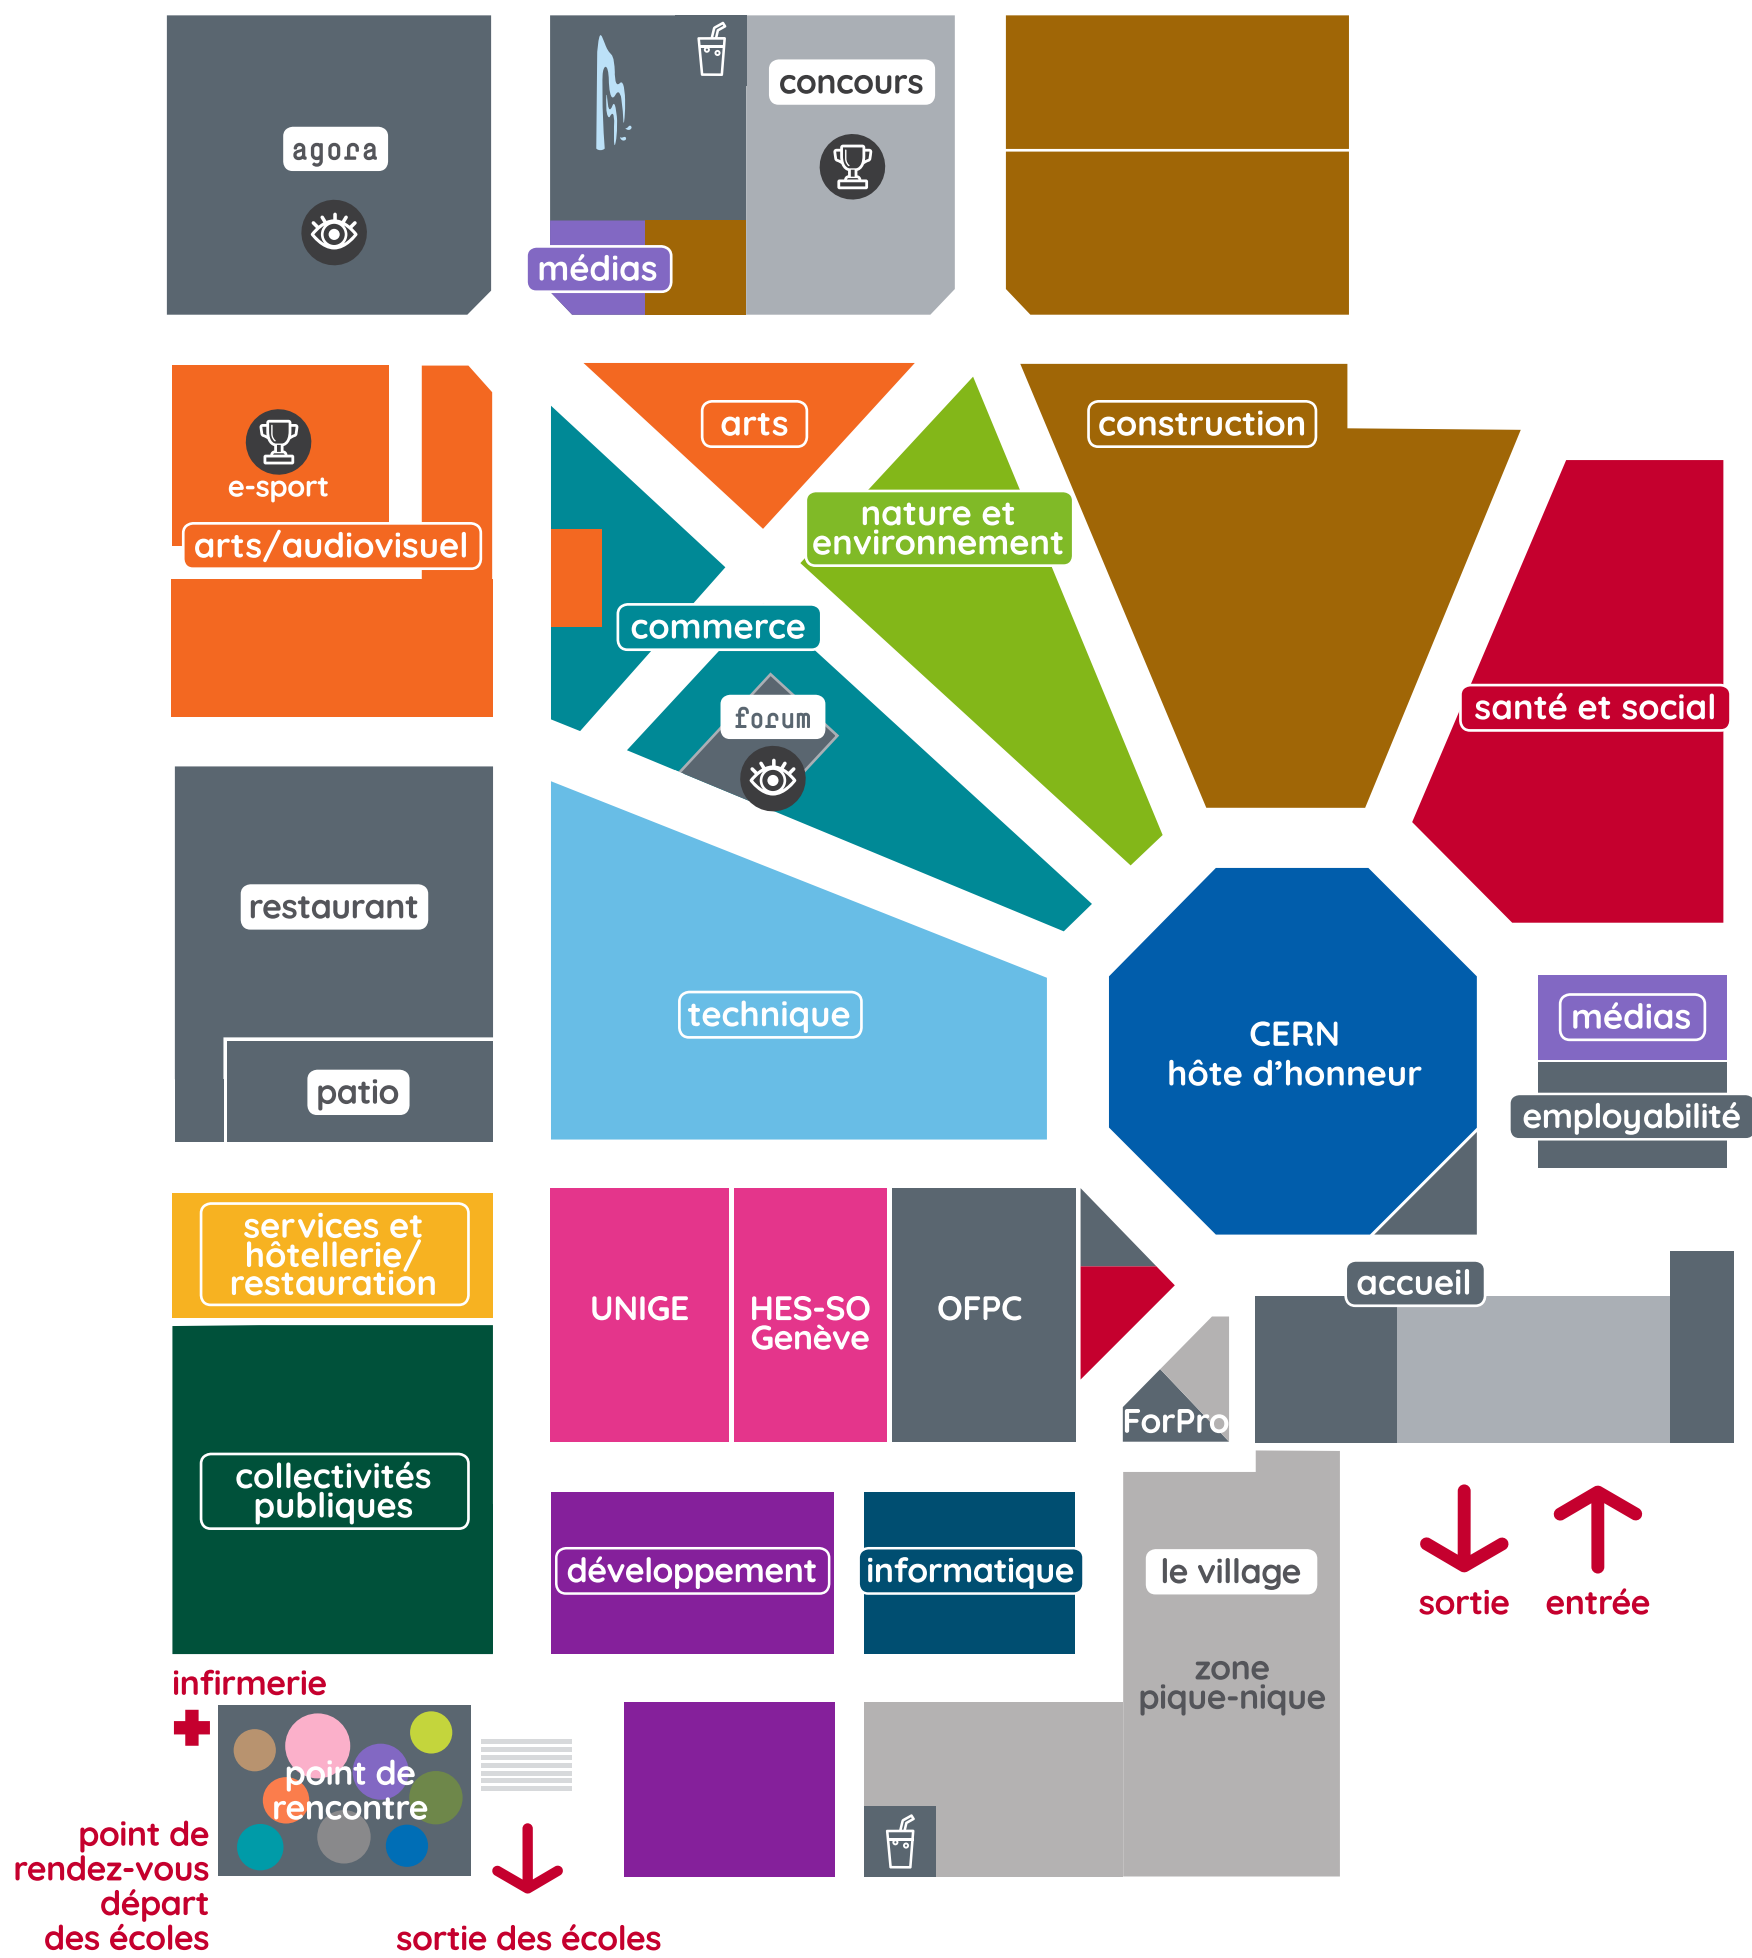 agora
concours
médias
e-sport
arts/audiovisuel
arts
nature et
environnement
construction
commerce
forum
santé et social
restaurant
patio
technique
CERN
hôte d’honneur
médias
employabilité
services et
hôtellerie/
restauration
UNIGE
HES-SO
Genève
OFPC
accueil
ForPro
collectivités
publiques
développement
informatique
le village
zone
pique-nique
sortie
entrée
infirmerie
point de
rencontre
point de
rendez-vous
départ
des écoles
sortie des écoles